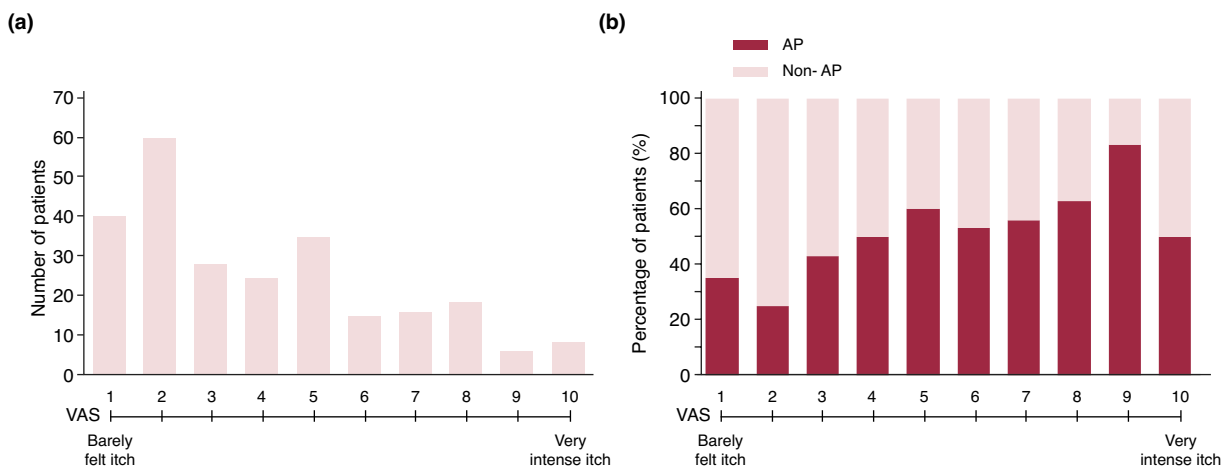 (a)
Number of patients
70
60
50
40
30
20
10
0
1 2 3 4 5 6 7 8 9 10
VAS
Barely
felt itch
Very
intense itch
(b)
AP
Non- AP
Percentage of patients (%)
100
80
60
40
20
0
1 2 3 4 5 6 7 8 9 10
VAS
Barely
felt itch
Very
intense itch